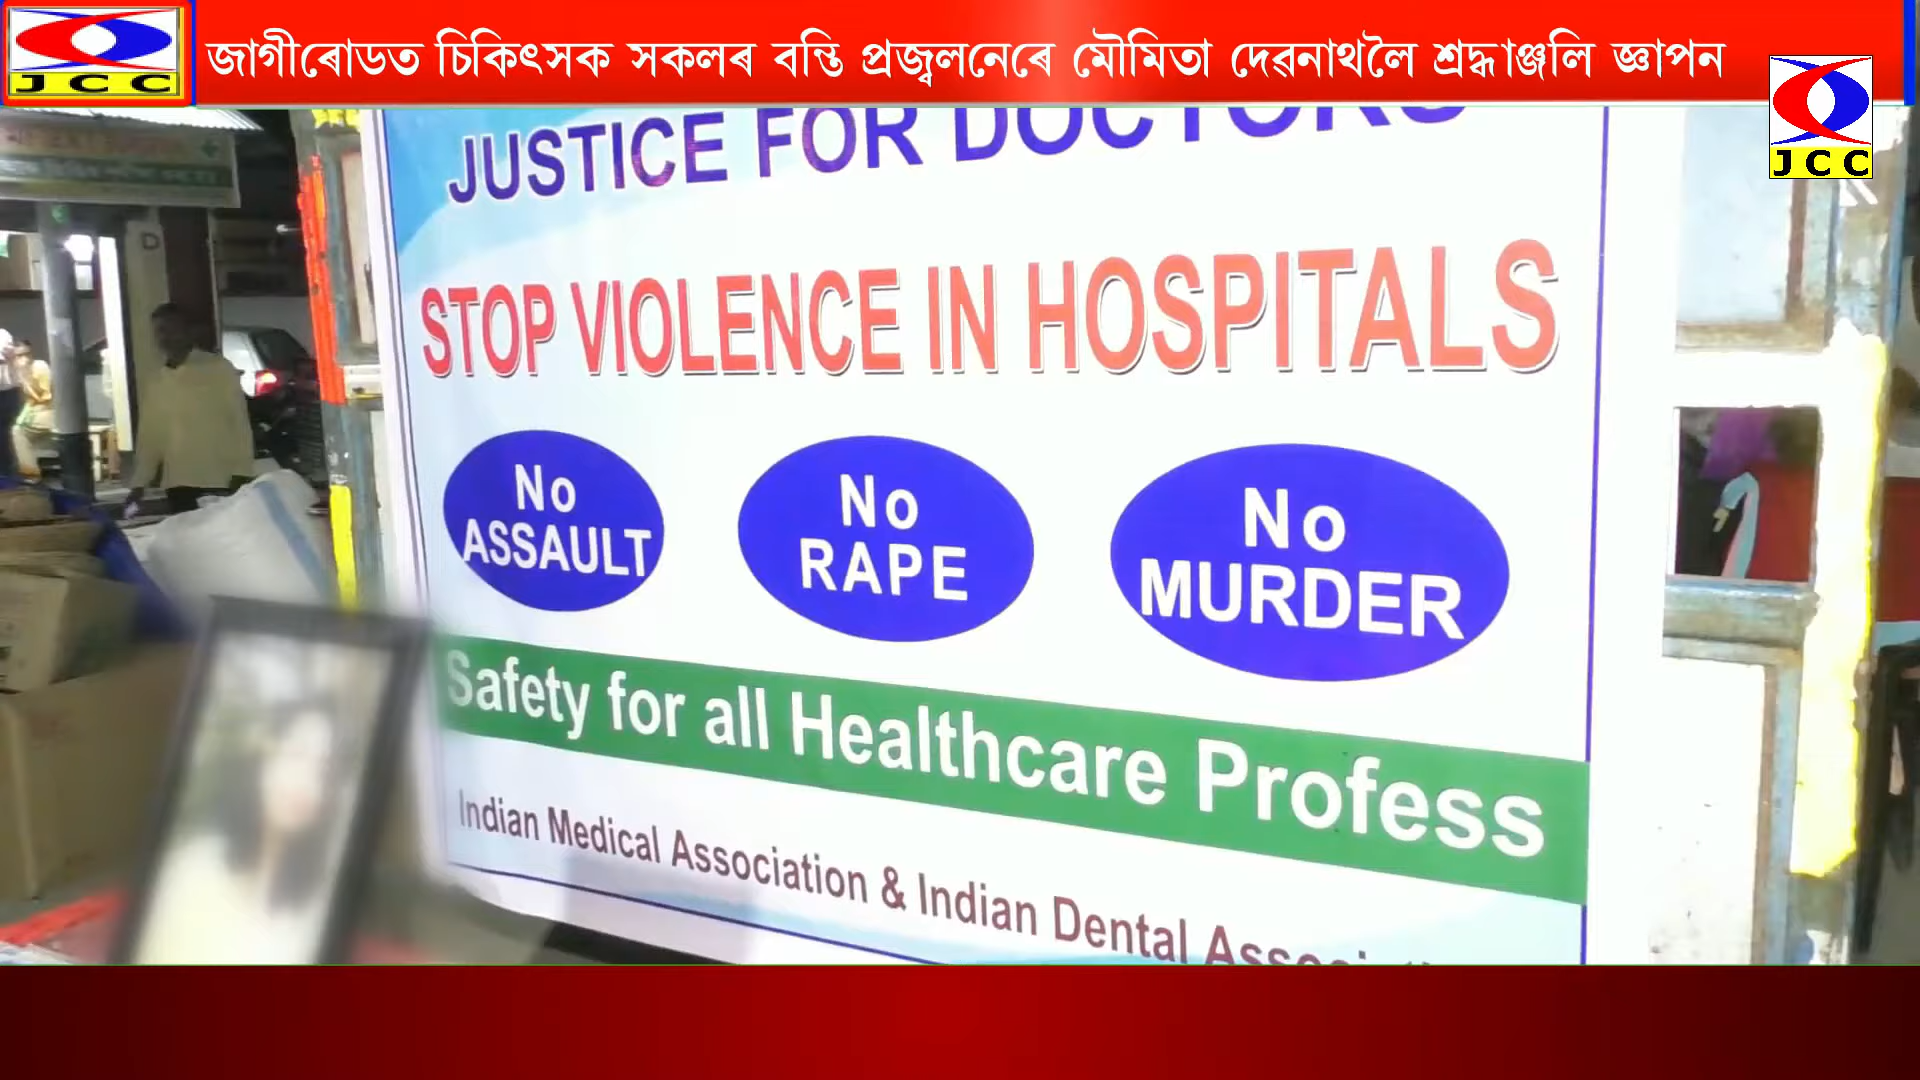 জাগীৰোডত চিকিৎসক সকলৰ বন্তি প্ৰজ্বলনেৰে মৌমিতা দেৱনাথলৈ শ্ৰদ্ধাঞ্জলি জ্ঞাপন
JCC
JCC
JUSTICE FOR DOCTORS
STOP VIOLENCE IN HOSPITALS
No
ASSAULT
No
RAPE
No
MURDER
Safety for all Healthcare Profess
Indian Medical Association & Indian Dental